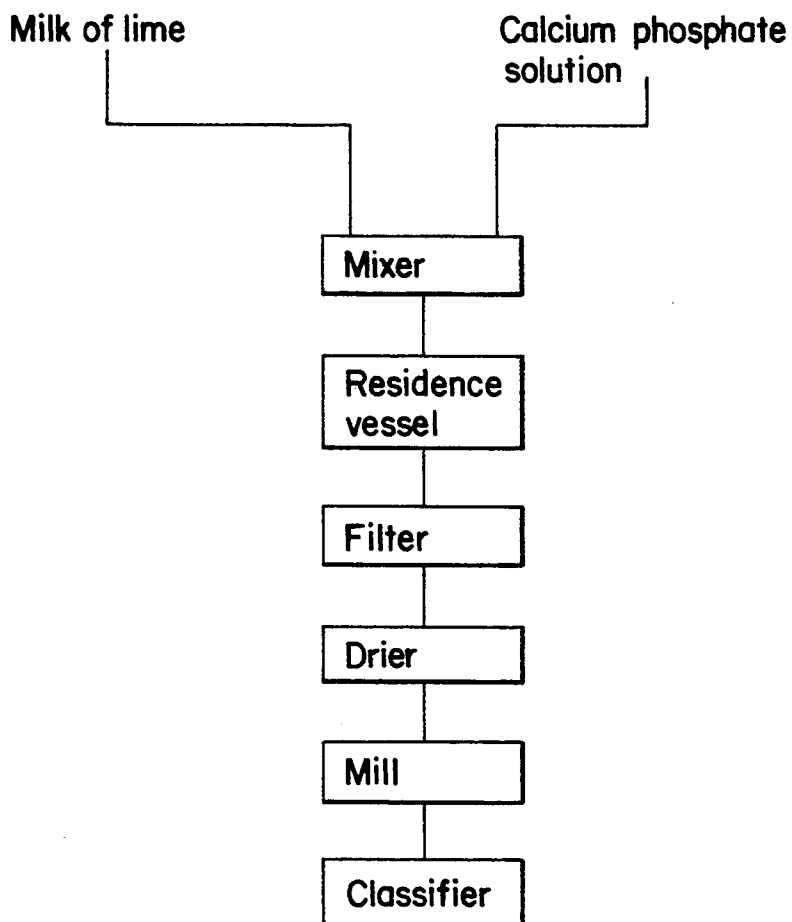 Milk of lime
Calcium phosphate
solution
Mixer
Residence
vessel
Filter
Drier
Mill
Classifier